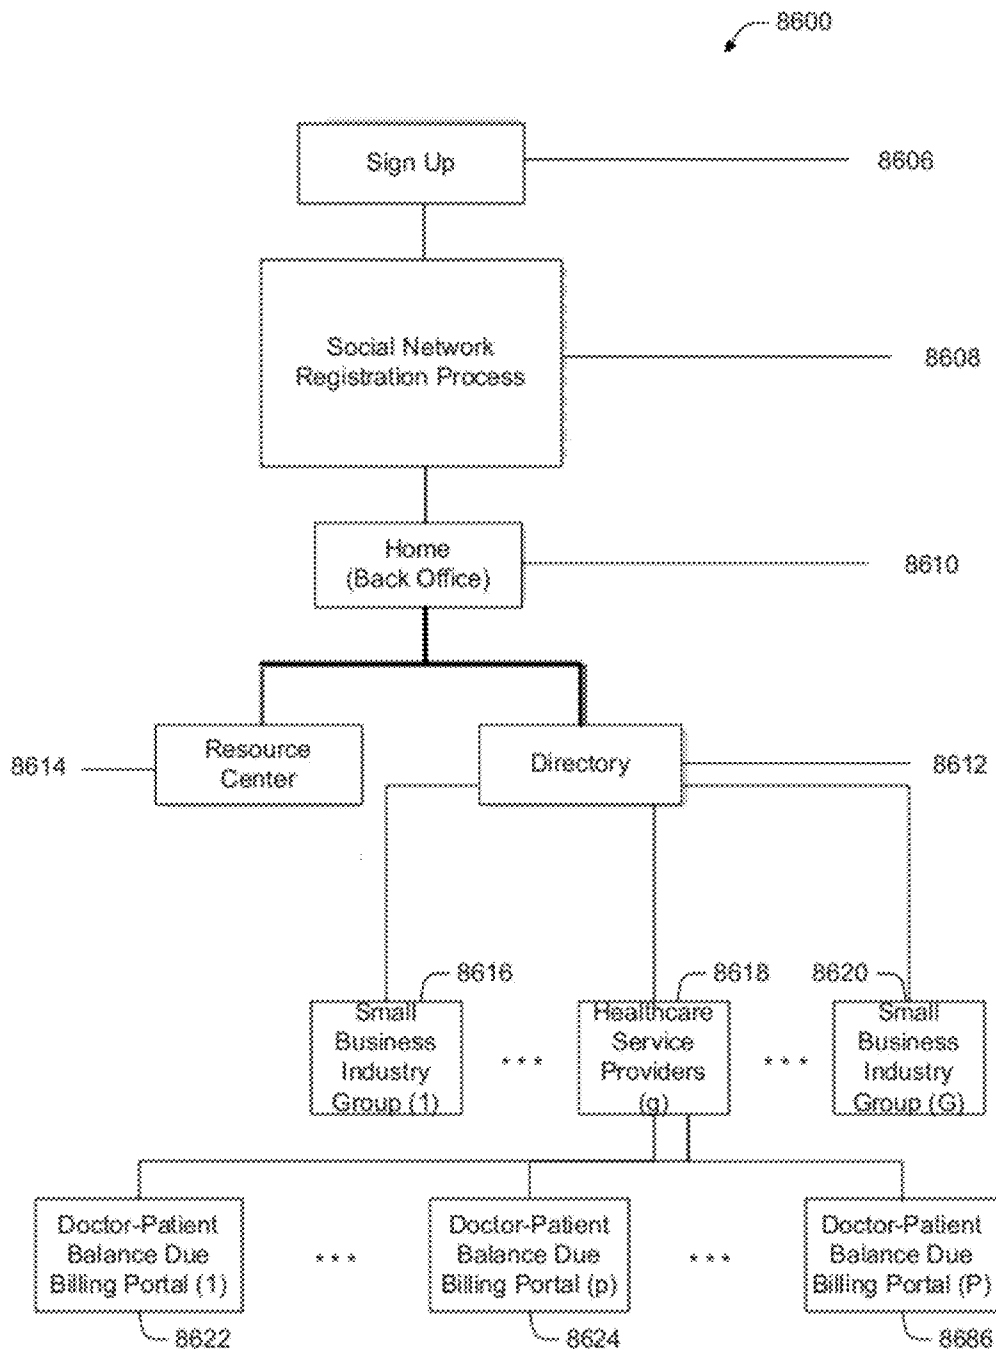 8600
Sign Up
8606
Social Network
Registration Process
8608
Home
(Back Office)
8610
8614
Resource
Center
Directory
8612
8616
8618
8620
Small
Business
Industry
Group (1)
...
Healthcare
Service
Providers
(g)
...
Small
Business
Industry
Group (G)
Doctor-Patient
Balance Due
Billing Portal (1)
...
Doctor-Patient
Balance Due
Billing Portal (p)
...
Doctor-Patient
Balance Due
Billing Portal (P)
8622
8624
8686